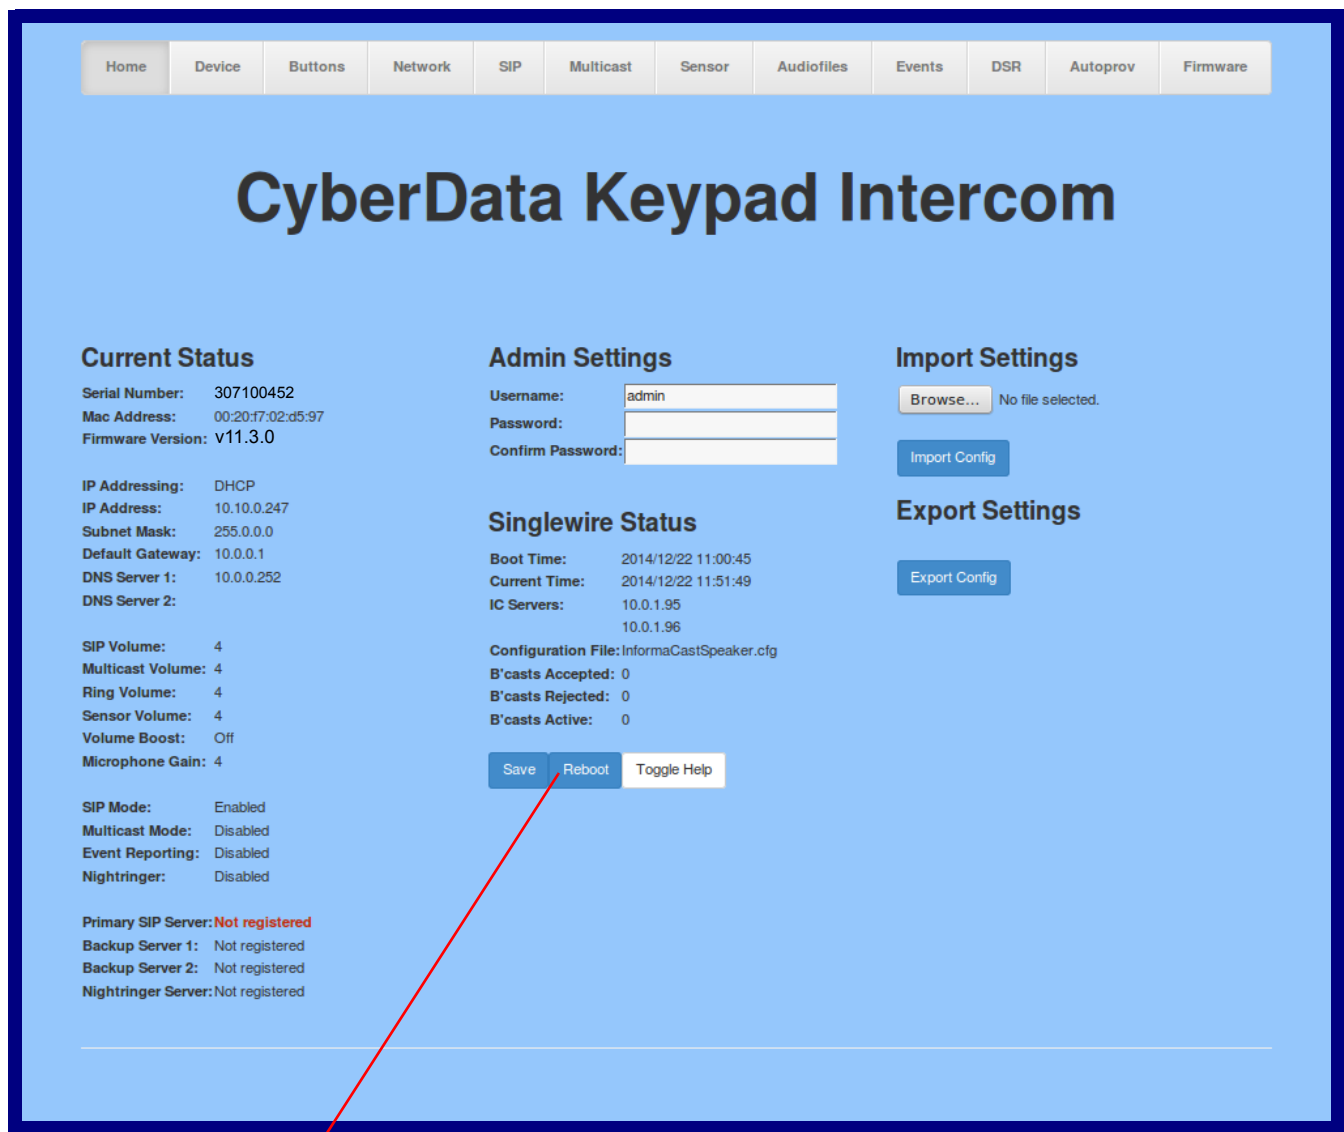 Home Device Buttons Network SIP Multicast Sensor Audiofiles Events DSR Autoprov Firmware
CyberData Keypad Intercom
Current Status
Serial Number: 307100452
Mac Address: 00:20:f7:02:d5:97
Firmware Version: v11.3.0
IP Addressing: DHCP
IP Address: 10.10.0.247
Subnet Mask: 255.0.0.0
Default Gateway: 10.0.0.1
DNS Server 1: 10.0.0.252
DNS Server 2:
SIP Volume: 4
Multicast Volume: 4
Ring Volume: 4
Sensor Volume: 4
Volume Boost: Off
Microphone Gain: 4
SIP Mode: Enabled
Multicast Mode: Disabled
Event Reporting: Disabled
Nightringer: Disabled
Primary SIP Server: Not registered
Backup Server 1: Not registered
Backup Server 2: Not registered
Nightringer Server: Not registered
Admin Settings
Username: admin
Password:
Confirm Password:
Singlewire Status
Boot Time: 2014/12/22 11:00:45
Current Time: 2014/12/22 11:51:49
IC Servers: 10.0.1.95
10.0.1.96
Configuration File: InformaCastSpeaker.cfg
B'casts Accepted: 0
B'casts Rejected: 0
B'casts Active: 0
Save Reboot Toggle Help
Import Settings
Browse... No file selected.
Import Config
Export Settings
Export Config